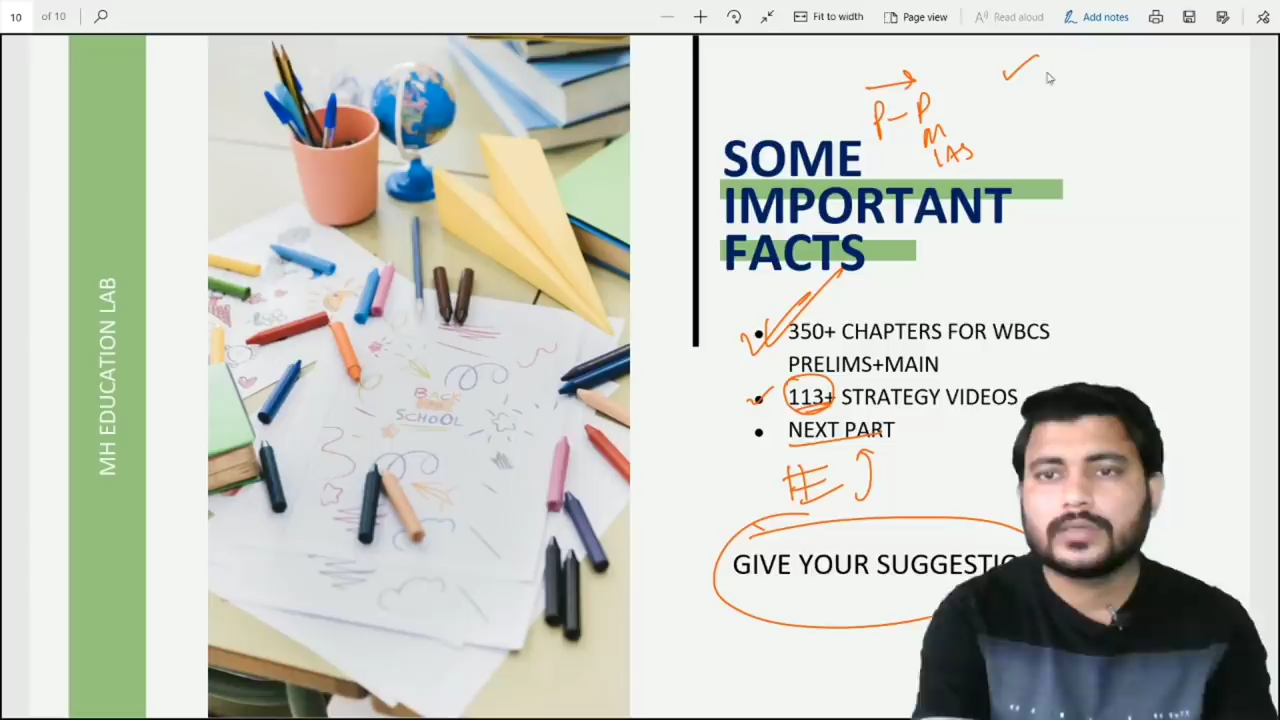 10 of 10
Fit to width
Page view
Read aloud
Add notes
MH EDUCATION LAB
BACK
SCHOOL
P - P
M
IAS
SOME
IMPORTANT
FACTS
• 350+ CHAPTERS FOR WBCS
PRELIMS+MAIN
• 113+ STRATEGY VIDEOS
• NEXT PART
GIVE YOUR